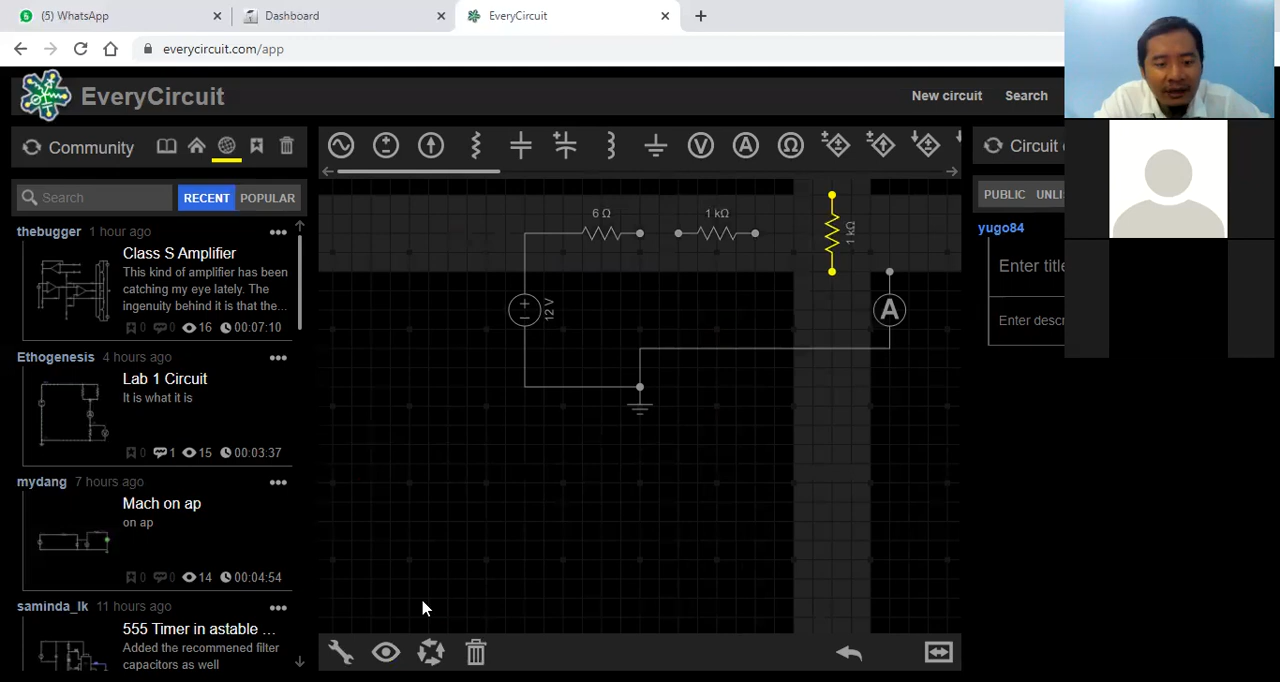 (5) WhatsApp
Dashboard
EveryCircuit
everycircuit.com/app
EveryCircuit
New circuit
Search
Community
Search
RECENT
POPULAR
thebugger 1 hour ago
Class S Amplifier
This kind of amplifier has been
catching my eye lately. The
ingenuity behind it is that the...
0 0 16 00:07:10
Ethogenesis 4 hours ago
Lab 1 Circuit
It is what it is
0 1 15 00:03:37
mydang 7 hours ago
Mach on ap
on ap
0 0 14 00:04:54
saminda_lk 11 hours ago
555 Timer in astable ...
Added the recommened filter
capacitors as well
V
A
Ω
6 Ω
1 kΩ
1 kΩ
12 V
A
Circuit
PUBLIC
UNLI
yugo84
Enter title
Enter descr